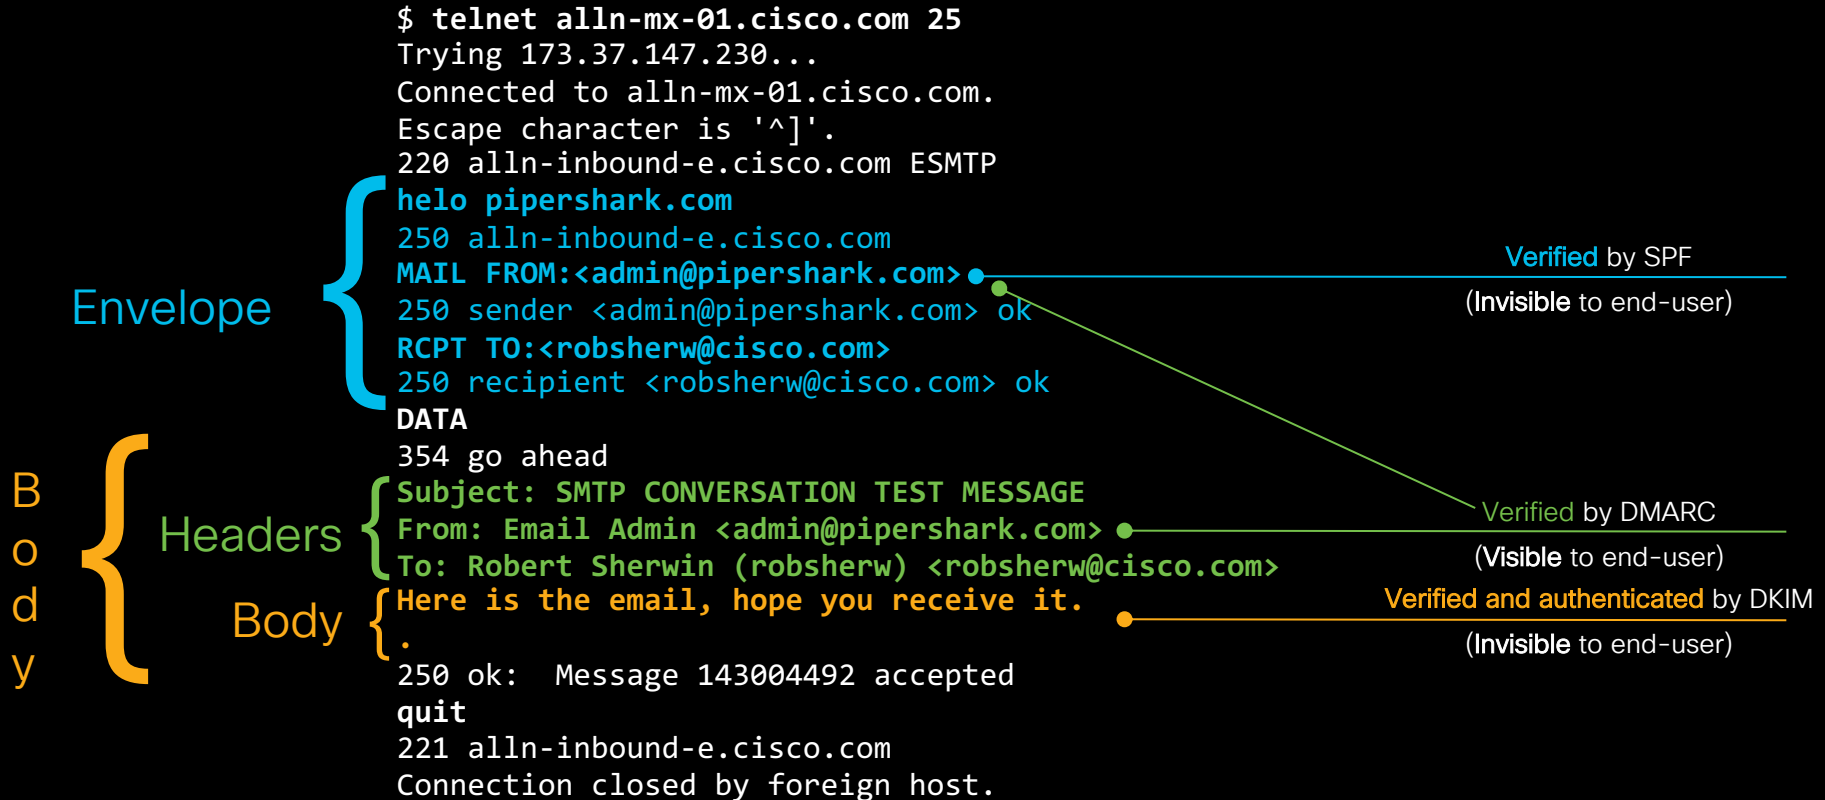 $ telnet alln-mx-01.cisco.com 25
Trying 173.37.147.230...
Connected to alln-mx-01.cisco.com.
Escape character is '^]'.
220 alln-inbound-e.cisco.com ESMTP
helo pipershark.com
250 alln-inbound-e.cisco.com
MAIL FROM:<admin@pipershark.com>
250 sender <admin@pipershark.com> ok
RCPT TO:<robsherw@cisco.com>
250 recipient <robsherw@cisco.com> ok
DATA
354 go ahead
Subject: SMTP CONVERSATION TEST MESSAGE
From: Email Admin <admin@pipershark.com>
To: Robert Sherwin (robsherw) <robsherw@cisco.com>
Here is the email, hope you receive it.
.
250 ok:  Message 143004492 accepted
quit
221 alln-inbound-e.cisco.com
Connection closed by foreign host.
Envelope
Body
Headers
Body
Verified by SPF
(Invisible to end-user)
Verified by DMARC
(Visible to end-user)
Verified and authenticated by DKIM
(Invisible to end-user)